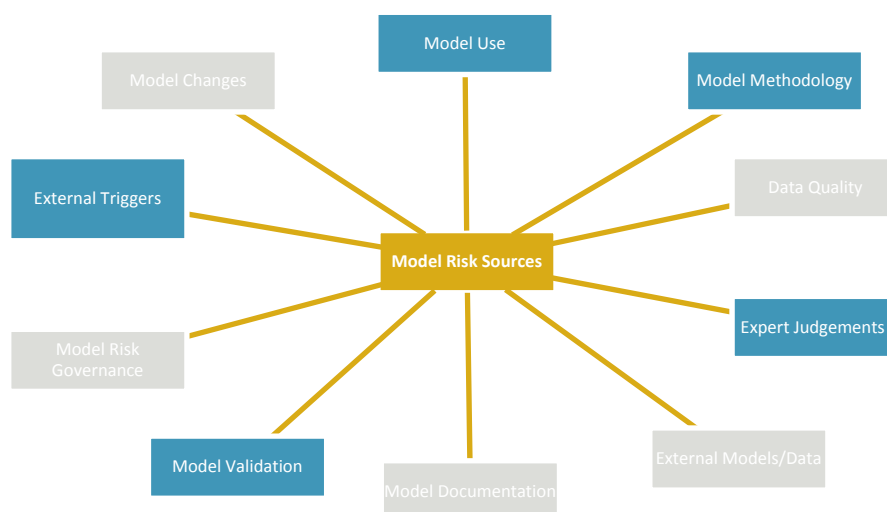 Model Use
Model Changes
Model Methodology
External Triggers
Data Quality
Model Risk Sources
Expert Judgements
Model Risk
Governance
Model Validation
External Models/Data
Model Documentation